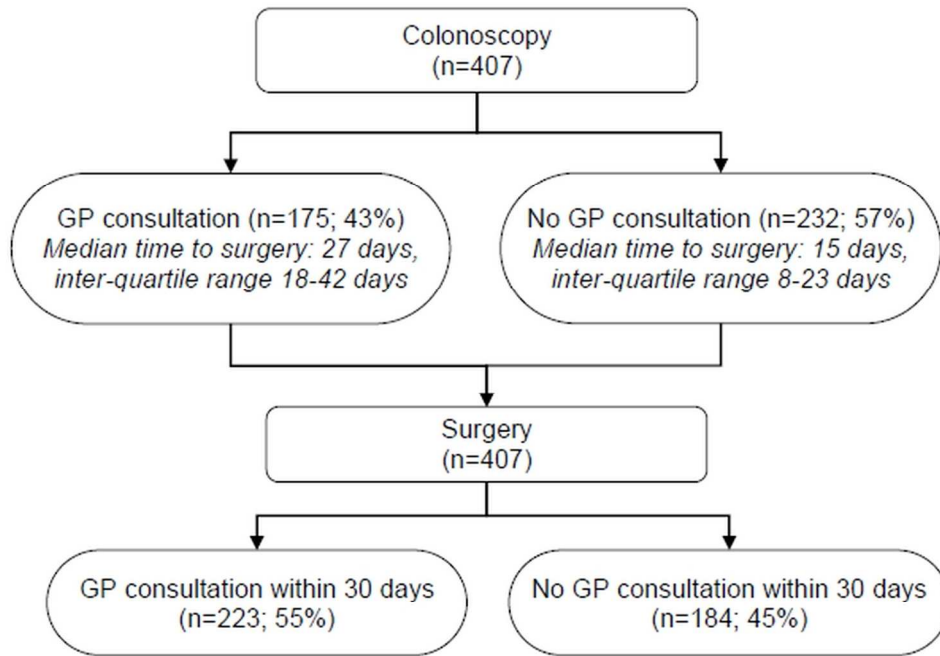 Colonoscopy
(n=407)
GP consultation (n=175; 43%)
Median time to surgery: 27 days,
inter-quartile range 18-42 days
No GP consultation (n=232; 57%)
Median time to surgery: 15 days,
inter-quartile range 8-23 days
Surgery
(n=407)
GP consultation within 30 days
(n=223; 55%)
No GP consultation within 30 days
(n=184; 45%)